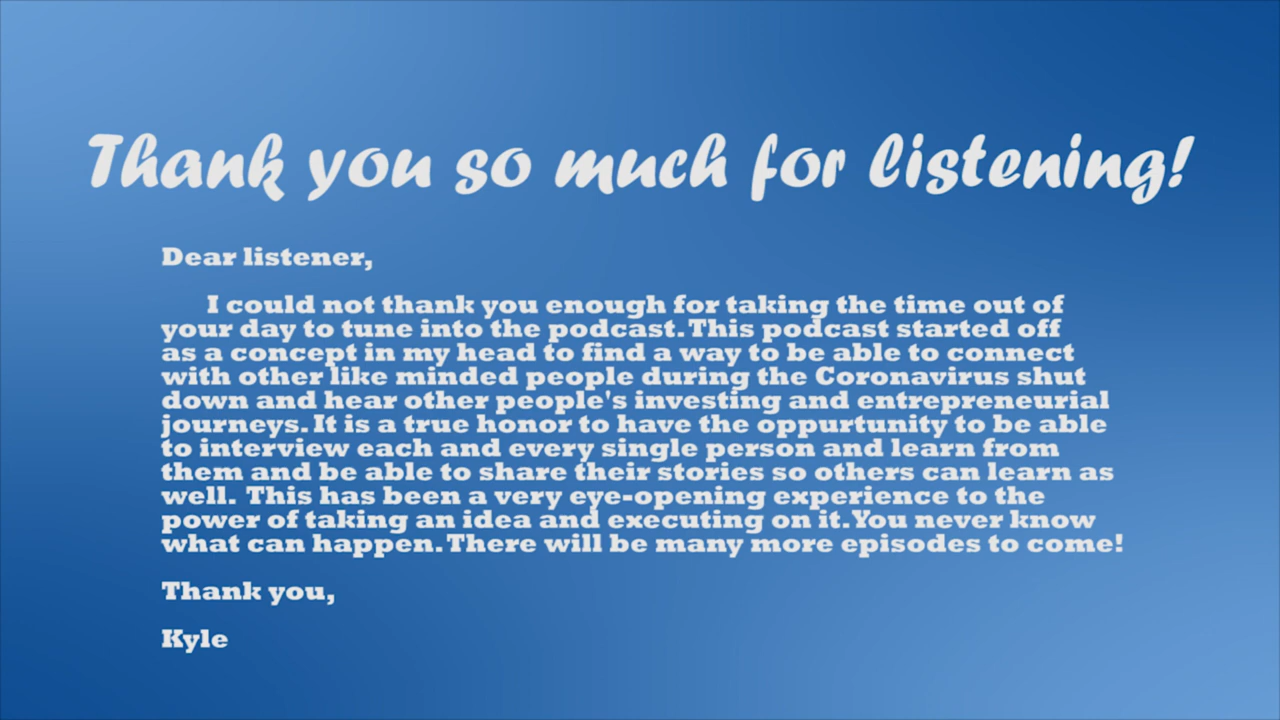 Thank you so much for listening!
Dear listener,
I could not thank you enough for taking the time out of
your day to tune into the podcast. This podcast started off
as a concept in my head to find a way to be able to connect
with other like minded people during the Coronavirus shut
down and hear other people's investing and entrepreneurial
journeys. It is a true honor to have the oppurtunity to be able
to interview each and every single person and learn from
them and be able to share their stories so others can learn as
well. This has been a very eye-opening experience to the
power of taking an idea and executing on it. You never know
what can happen. There will be many more episodes to come!
Thank you,
Kyle